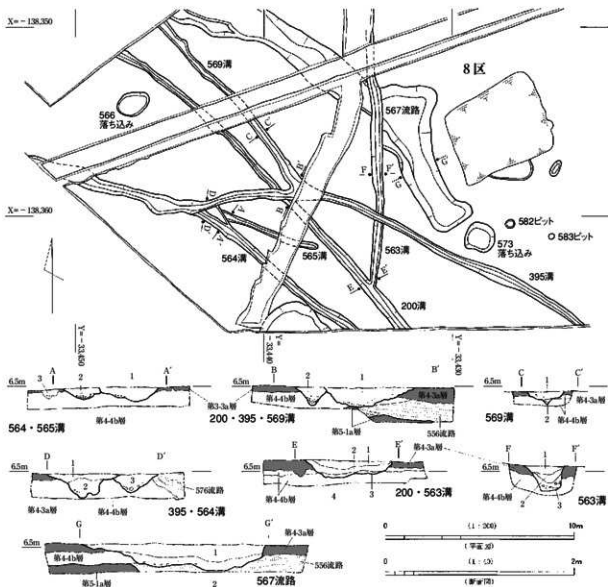 X=－138,350
569溝
8区
566
落ち込み
567流路
C
C'
B'
F
F'
G
G'
X=－138,360
D
D'
A
A'
B
582ピット
583ピット
573
落ち込み
564溝
565溝
563溝
395溝
E
E'
200溝
Y=－33,450
Y=－33,440
Y=－33,430
A
A'
3
2
1
6.5m
第4-4b層
第3-3a層
564・565溝
B
B'
2
1
6.5m
第4-4b層
第4-3a層
第5-1a層
556流路
200・395・569溝
C
C'
1
6.5m
2
第4-4b層
569溝
D
D'
1
2
3
6.5m
576流路
第4-3a層
第4-4b層
395・564溝
E
E'
第4-3a層
2
1
6.5m
第4-4b層
4
3
200・563溝
F
F'
1
6.5m
第4-4b層
2
3
563溝
G
G'
第4-3a層
6.5m
1
第4-4b層
556流路
第5-1a層
2
567流路
0
(1:200)
10m
(平面図)
0
(1:40)
2m
(断面図)